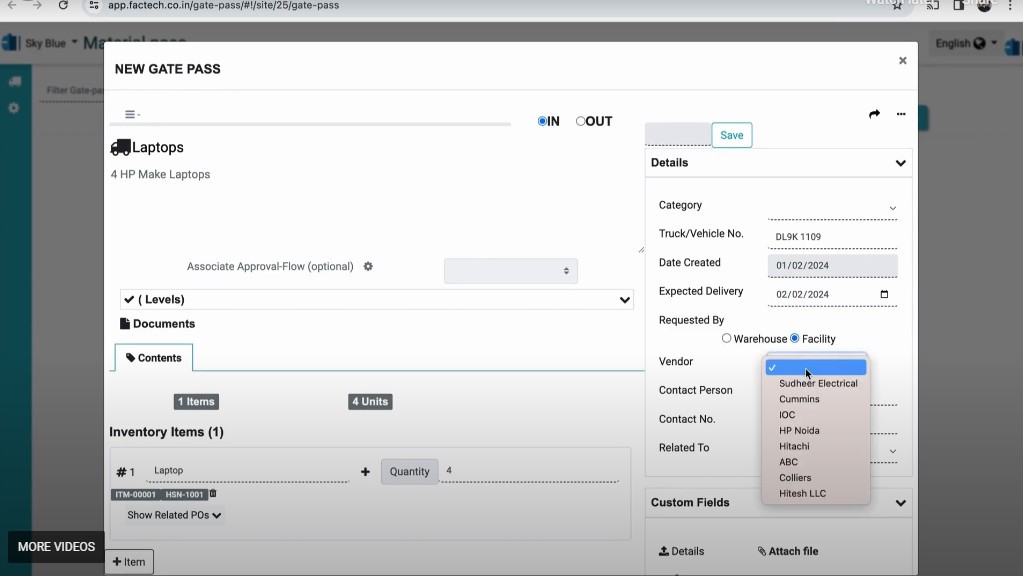 app.factech.co.in/gate-pass/#!/site/25/gate-pass
Sky Blue
Material pass
English
Filter Gate-pa
NEW GATE PASS
×
IN OUT
Save
Laptops
4 HP Make Laptops
Associate Approval-Flow (optional)
( Levels)
Documents
Contents
1 Items
4 Units
Inventory Items (1)
# 1 Laptop + Quantity 4
ITM-00001 HSN-1001
Show Related POs
+ Item
MORE VIDEOS
Details
Category
Truck/Vehicle No. DL9K 1109
Date Created 01/02/2024
Expected Delivery 02/02/2024
Requested By
Warehouse Facility
Vendor
Contact Person
Contact No.
Related To
Sudheer Electrical
Cummins
IOC
HP Noida
Hitachi
ABC
Colliers
Hitesh LLC
Custom Fields
Details Attach file